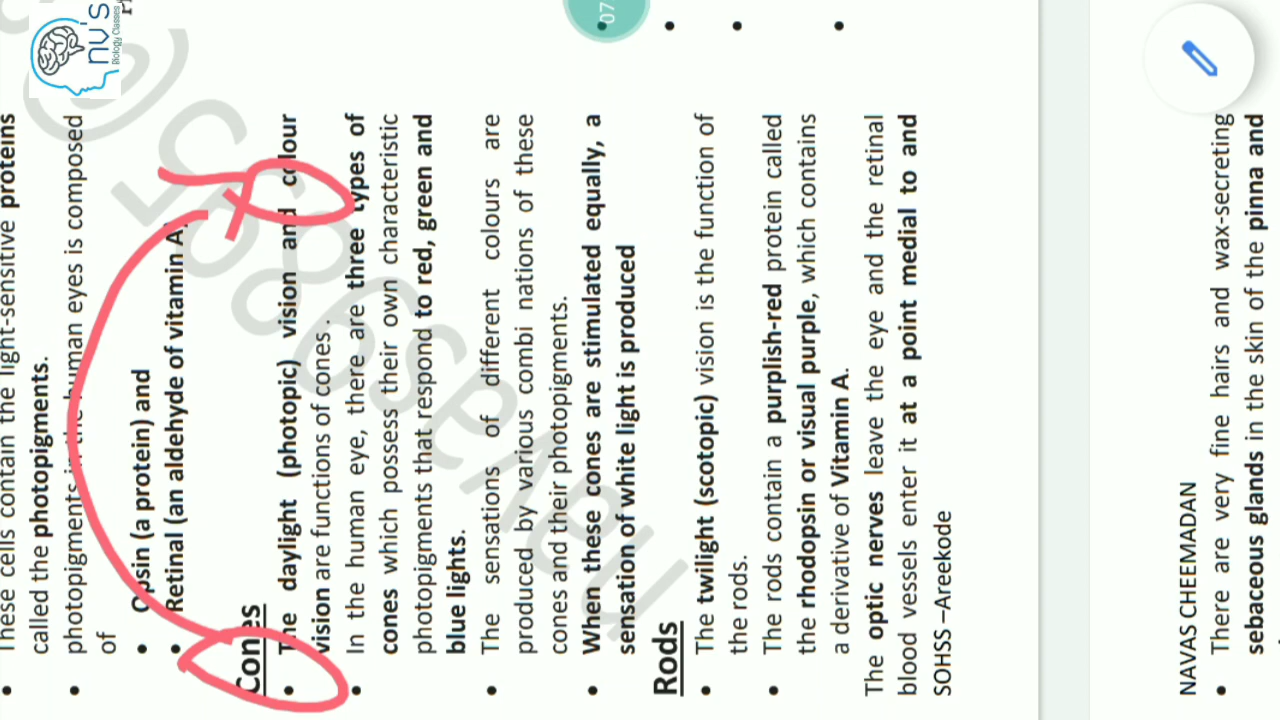 These cells contain the light-sensitive proteins
called the photopigments.
photopigments in the human eyes is composed
of
Opsin (a protein) and
Retinal (an aldehyde of vitamin A)
Cones
The daylight (photopic) vision and colour
vision are functions of cones .
In the human eye, there are three types of
cones which possess their own characteristic
photopigments that respond to red, green and
blue lights.
The sensations of different colours are
produced by various combi nations of these
cones and their photopigments.
When these cones are stimulated equally, a
sensation of white light is produced
Rods
The twilight (scotopic) vision is the function of
the rods.
The rods contain a purplish-red protein called
the rhodopsin or visual purple, which contains
a derivative of Vitamin A.
The optic nerves leave the eye and the retinal
blood vessels enter it at a point medial to and
SOHSS –Areekode
NAVAS CHEEMADAN
There are very fine hairs and wax-secreting
sebaceous glands in the skin of the pinna and
nv's
Biology Classes
07